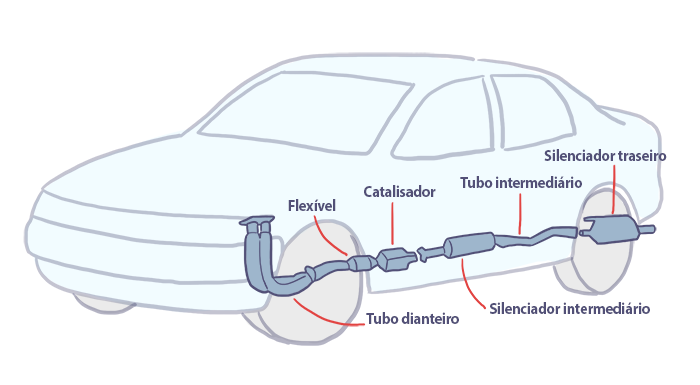 Silenciador traseiro
Tubo intermediário
Catalisador
Flexível
Silenciador intermediário
Tubo dianteiro